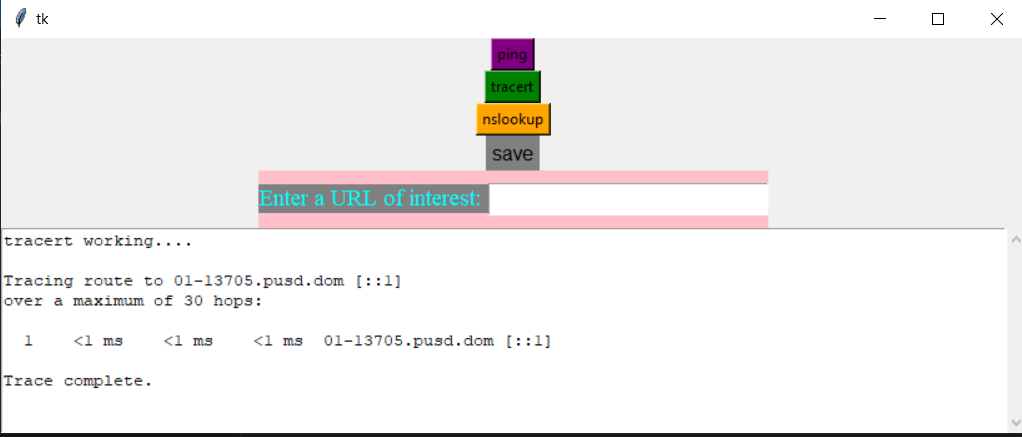 tk
ping
tracert
nslookup
save
Enter a URL of interest:
tracert working....
Tracing route to 01-13705.pusd.dom [::1]
over a maximum of 30 hops:
1    <1 ms    <1 ms    <1 ms  01-13705.pusd.dom [::1]
Trace complete.